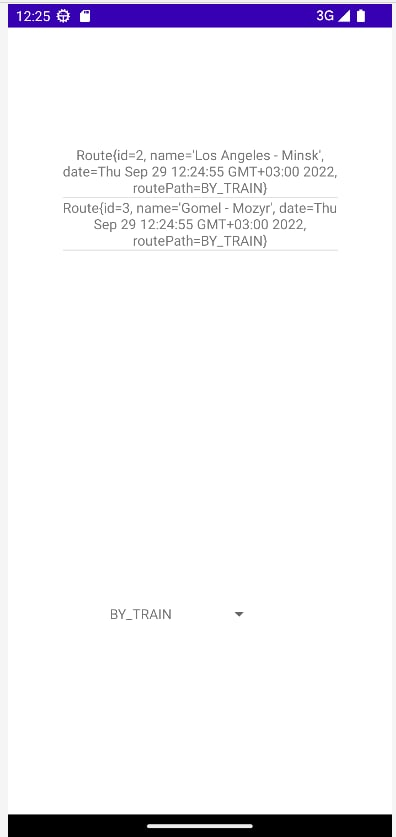 12:25 3G
Route{id=2, name='Los Angeles - Minsk',
date=Thu Sep 29 12:24:55 GMT+03:00 2022,
routePath=BY_TRAIN}
Route{id=3, name='Gomel - Mozyr', date=Thu
Sep 29 12:24:55 GMT+03:00 2022,
routePath=BY_TRAIN}
BY_TRAIN